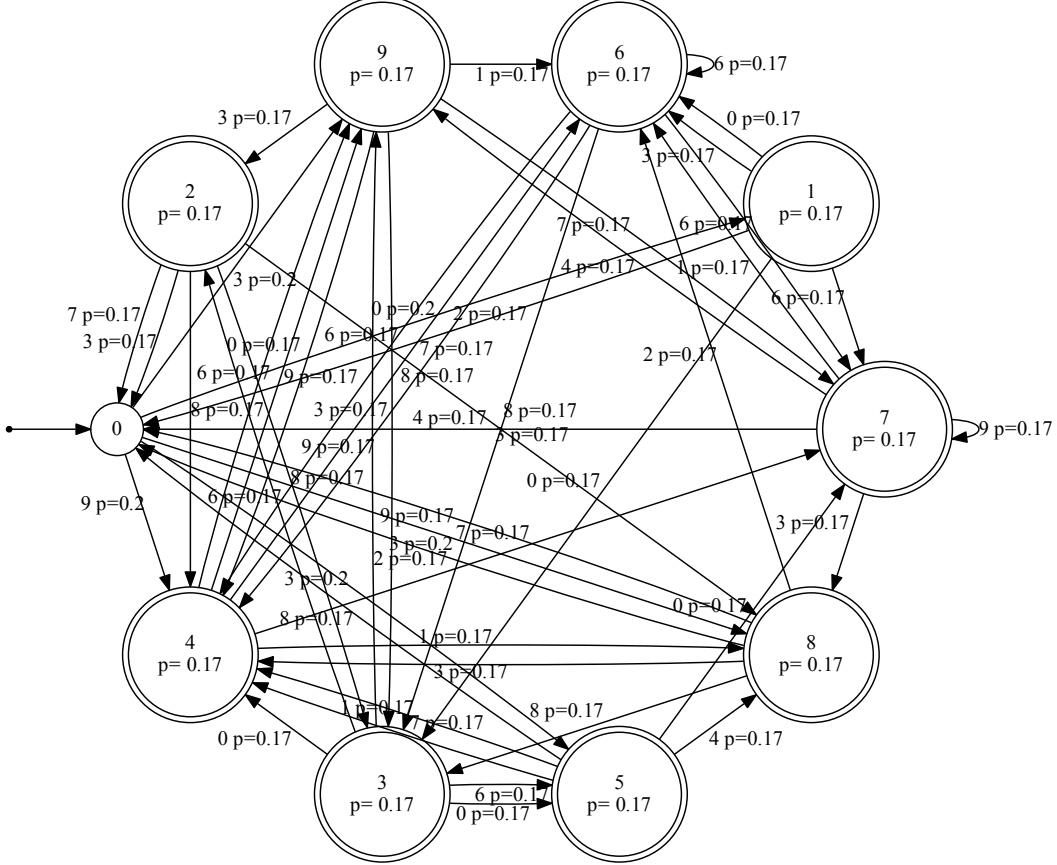 9
p= 0.17
6
p= 0.17
6 p=0.17
1 p=0.17
3 p=0.17
0 p=0.17
3 p=0.17
2
p= 0.17
1
p= 0.17
7 p=0.17
6 p=0.17
4 p=0.17
1 p=0.17
3 p=0.2
6 p=0.17
7 p=0.17
0 p=0.2
2 p=0.17
3 p=0.17
6 p=0.17
0 p=0.17
7 p=0.17
2 p=0.17
6 p=0.17
9 p=0.17
8 p=0.17
8 p=0.17
3 p=0.17
4 p=0.17
8 p=0.17
0
3 p=0.17
7
p= 0.17
9 p=0.17
9 p=0.17
8 p=0.17
0 p=0.17
9 p=0.2
6 p=0.17
9 p=0.17
7 p=0.17
3 p=0.17
3 p=0.2
2 p=0.17
3 p=0.2
0 p=0.17
8 p=0.17
4
p= 0.17
1 p=0.17
8
p= 0.17
3 p=0.17
1 p=0.17
7 p=0.17
8 p=0.17
0 p=0.17
4 p=0.17
3
p= 0.17
5
p= 0.17
6 p=0.17
0 p=0.17